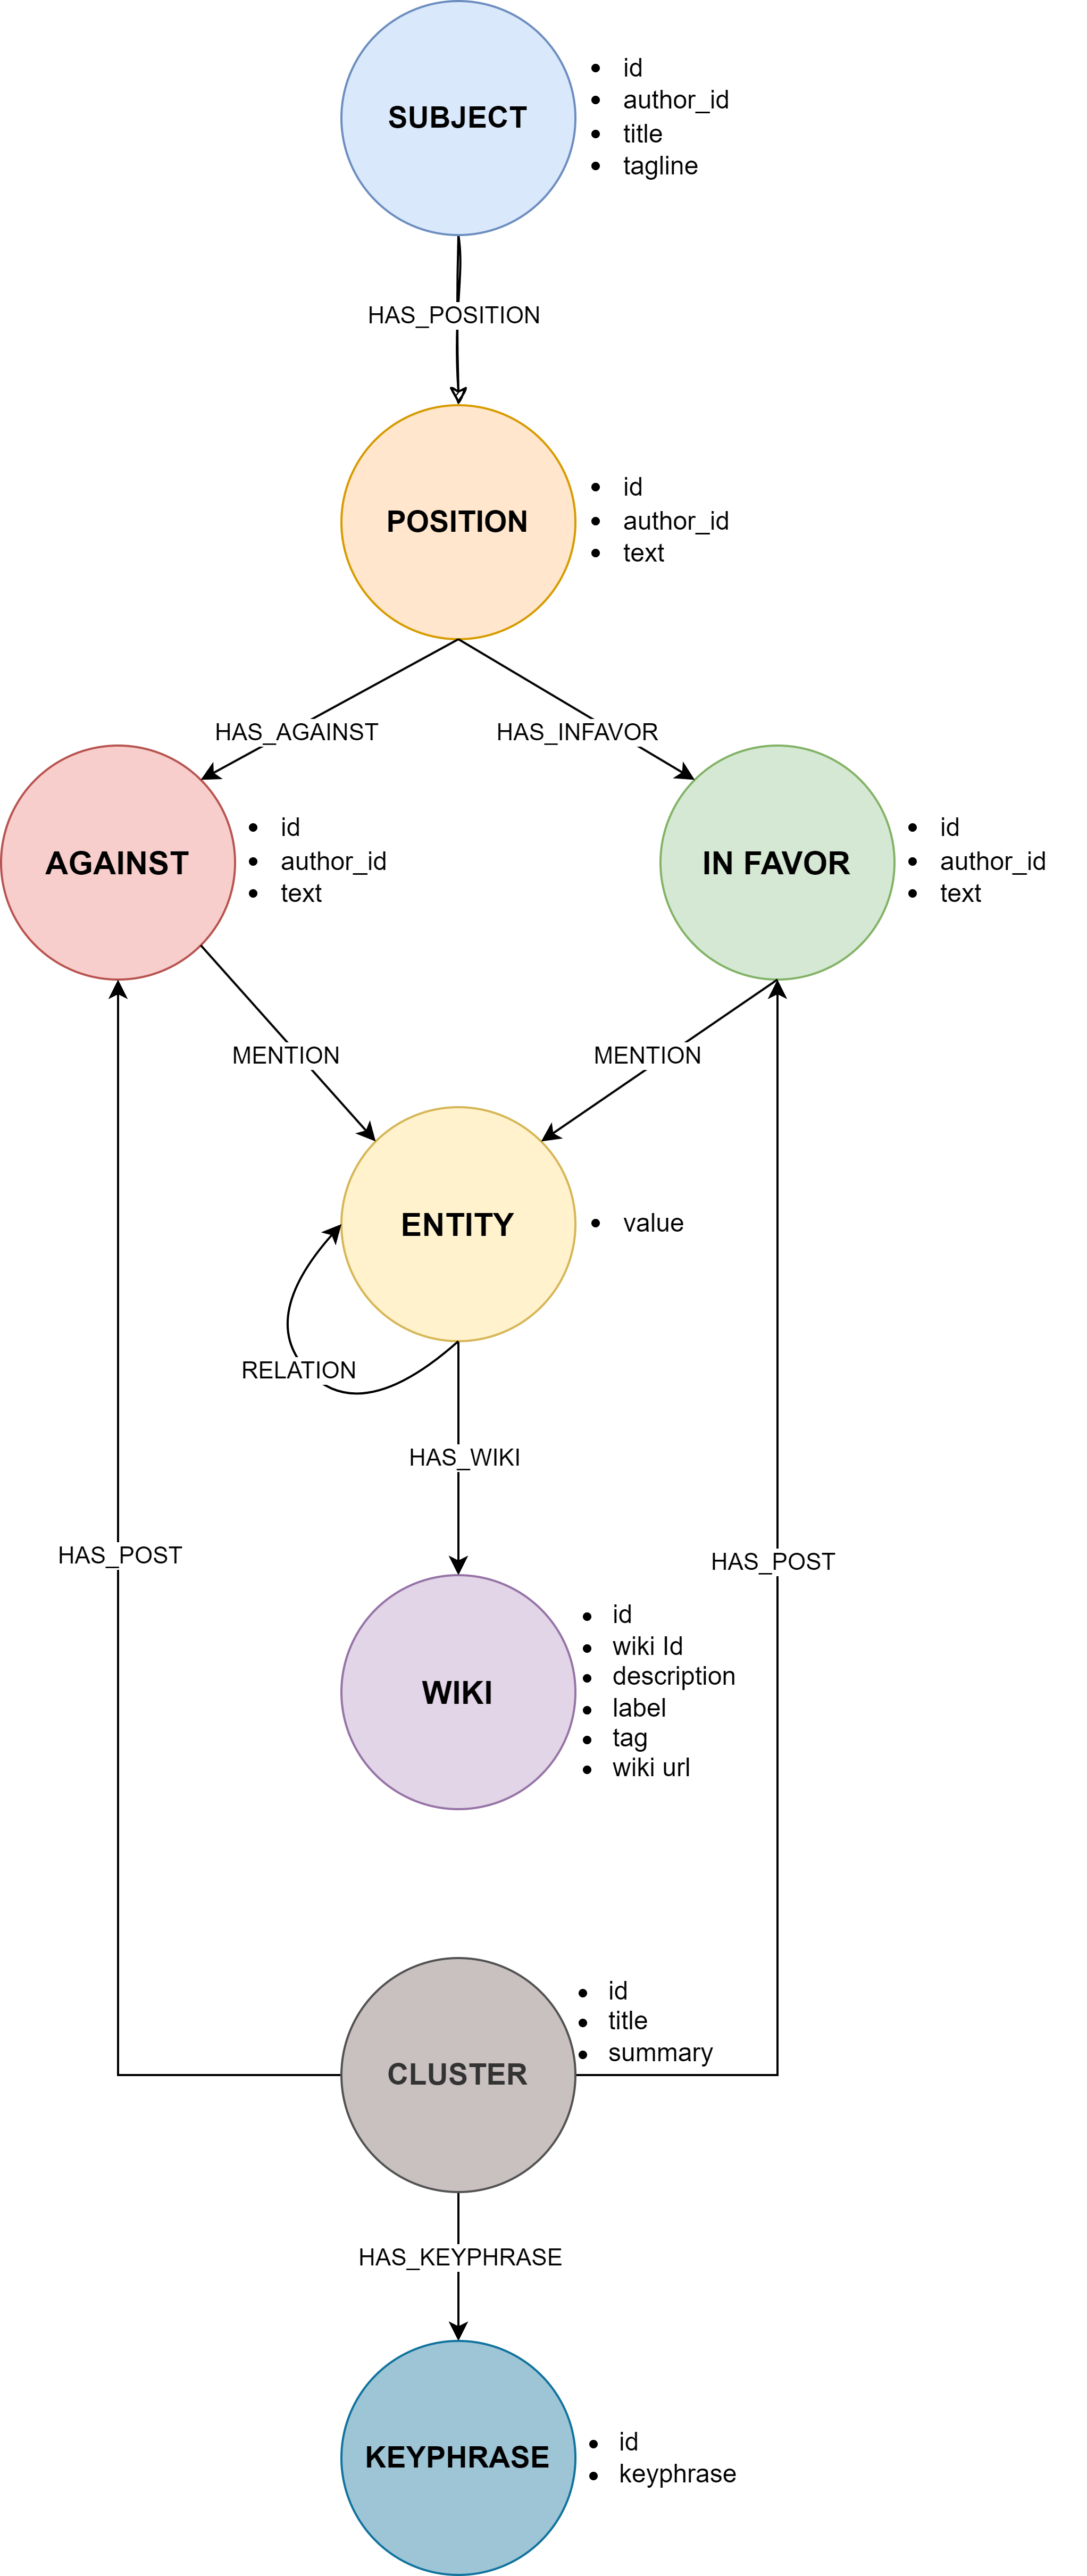 SUBJECT
id
author_id
title
tagline
HAS_POSITION
POSITION
id
author_id
text
HAS_AGAINST
HAS_INFAVOR
AGAINST
id
author_id
text
IN FAVOR
id
author_id
text
MENTION
MENTION
ENTITY
value
RELATION
HAS_WIKI
HAS_POST
HAS_POST
WIKI
id
wiki Id
description
label
tag
wiki url
CLUSTER
id
title
summary
HAS_KEYPHRASE
KEYPHRASE
id
keyphrase